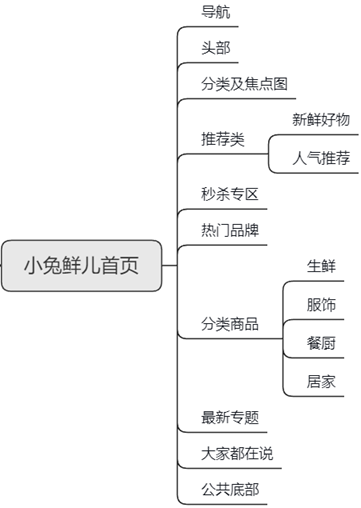 小兔鲜儿首页
导航
头部
分类及焦点图
推荐类
新鲜好物
人气推荐
秒杀专区
热门品牌
分类商品
生鲜
服饰
餐厨
居家
最新专题
大家都在说
公共底部